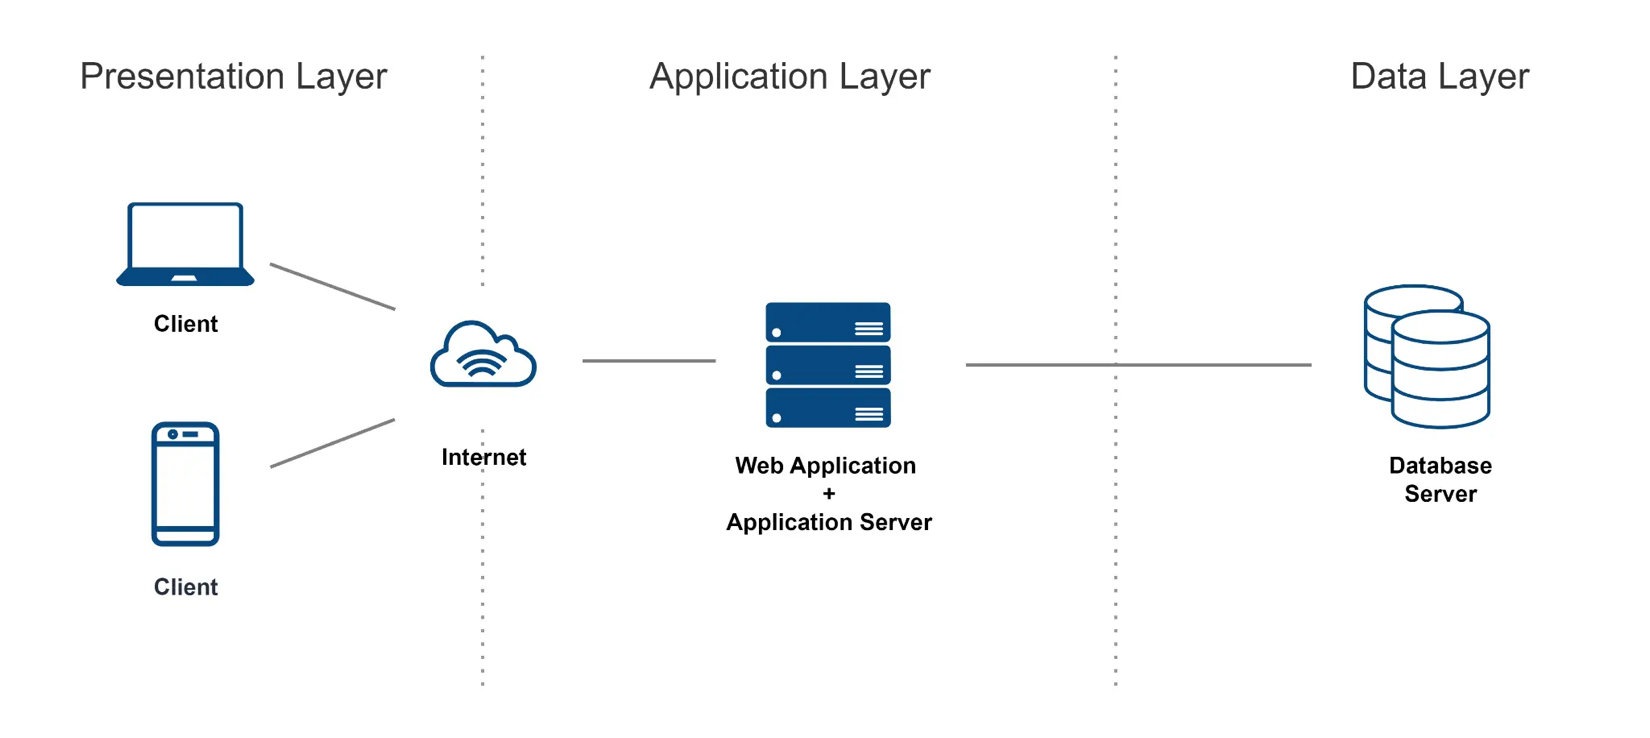 Presentation Layer
Application Layer
Data Layer
Client
Client
Internet
Web Application
+
Application Server
Database
Server